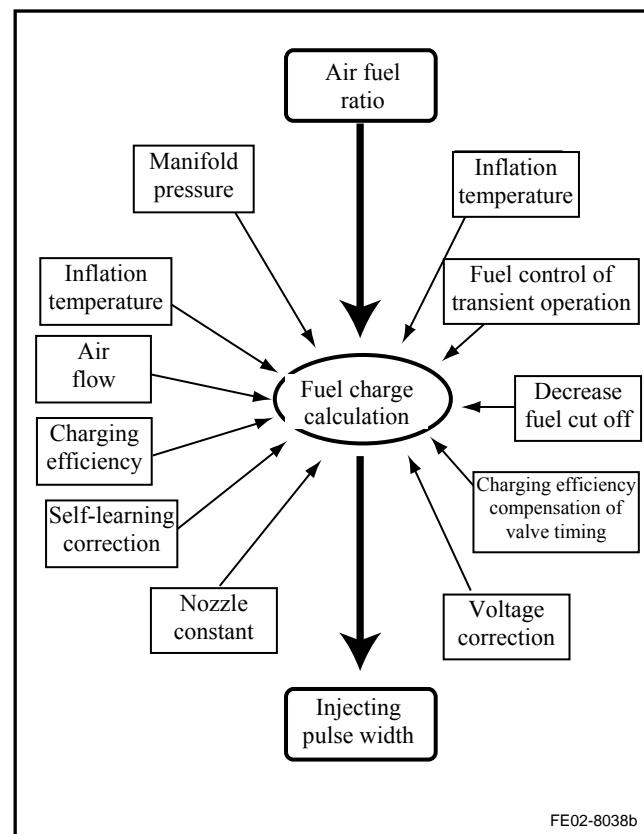 Air fuel
ratio
Manifold
pressure
Inflation
temperature
Inflation
temperature
Fuel control of
transient operation
Air
flow
Fuel charge
calculation
Decrease
fuel cut off
Charging
efficiency
Charging efficiency
compensation of
valve timing
Self-learning
correction
Nozzle
constant
Voltage
correction
Injecting
pulse width
FE02-8038b